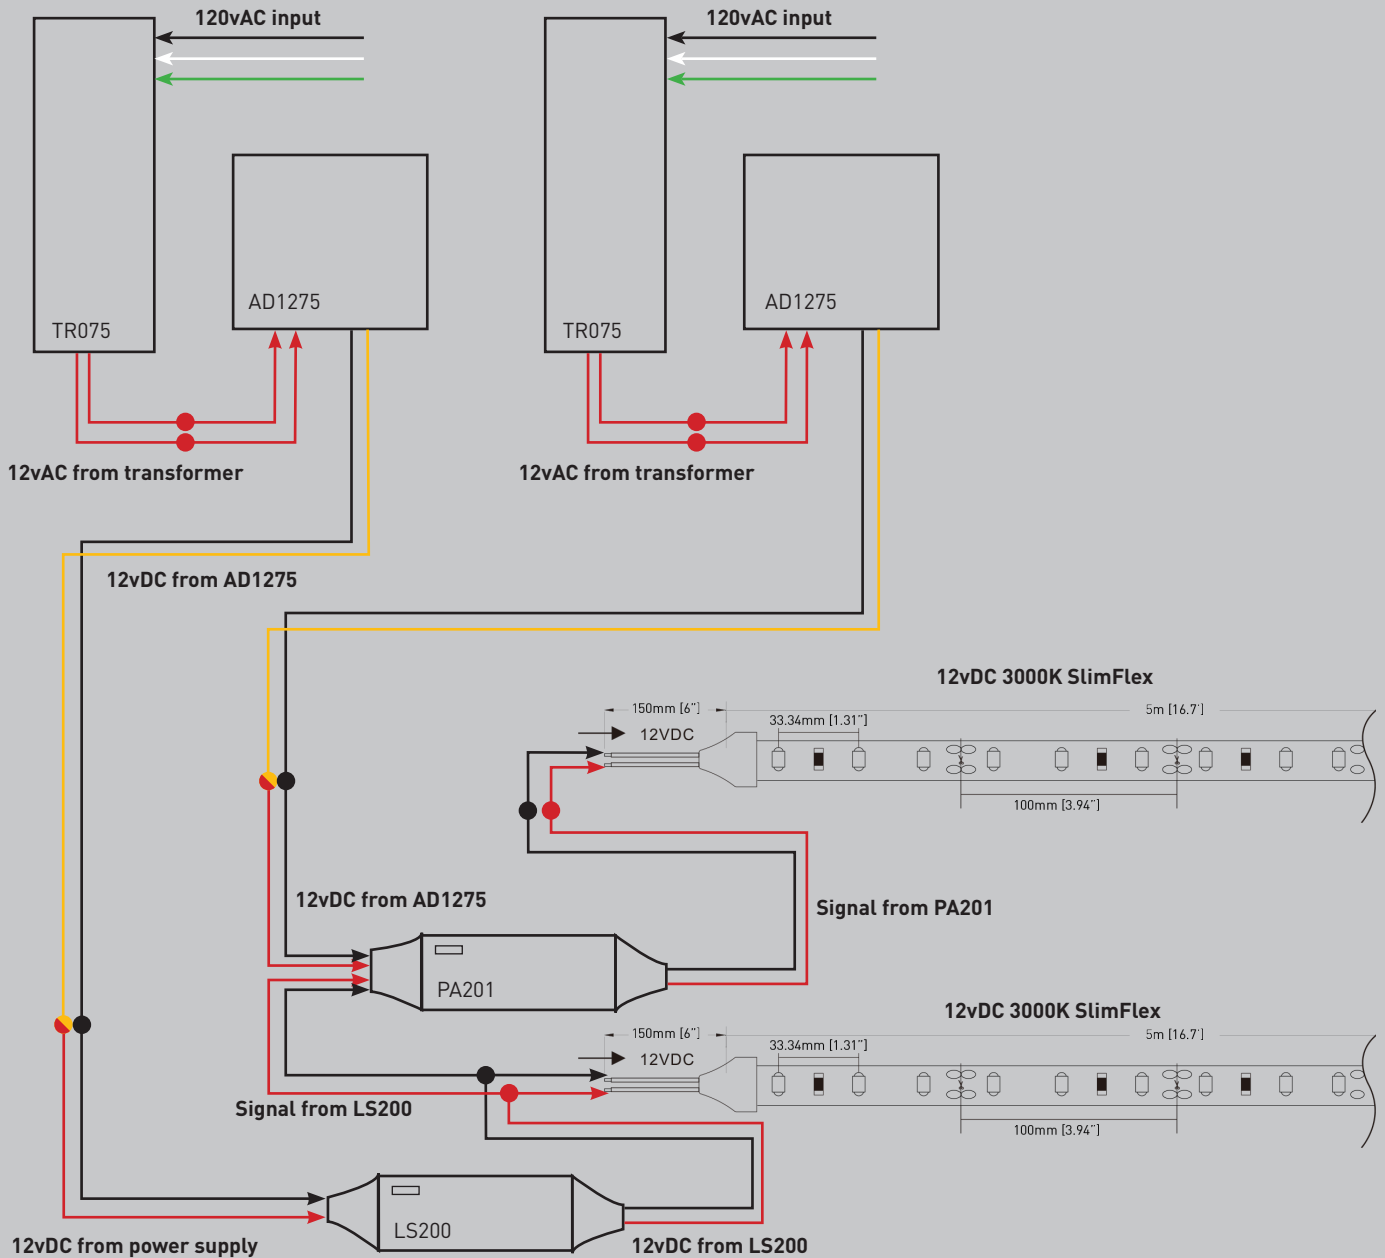 120vAC input
120vAC input
AD1275
AD1275
TR075
TR075
12vAC from transformer
12vAC from transformer
12vDC from AD1275
12vDC 3000K SlimFlex
150mm [6"]
5m [16.7']
33.34mm [1.31"]
12VDC
100mm [3.94"]
12vDC from AD1275
Signal from PA201
PA201
12vDC 3000K SlimFlex
150mm [6"]
5m [16.7']
33.34mm [1.31"]
12VDC
Signal from LS200
100mm [3.94"]
LS200
12vDC from power supply
12vDC from LS200